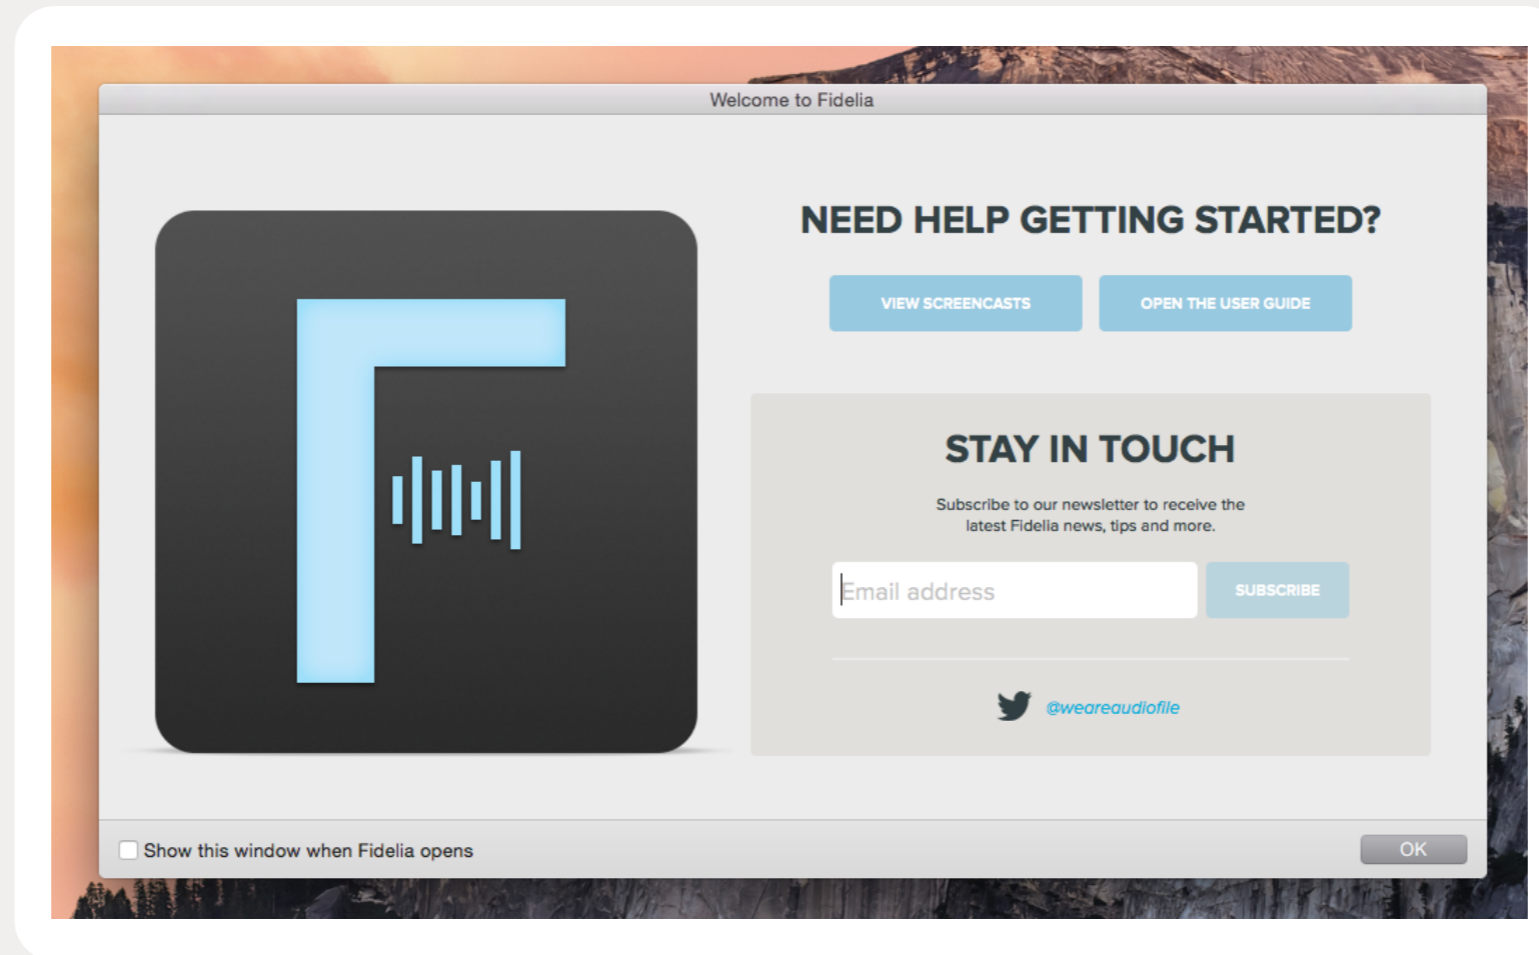 Welcome to Fidelia
NEED HELP GETTING STARTED?
VIEW SCREENCASTS
OPEN THE USER GUIDE
STAY IN TOUCH
Subscribe to our newsletter to receive the
latest Fidelia news, tips and more.
Email address
SUBSCRIBE
@weareaudiofile
Show this window when Fidelia opens
OK